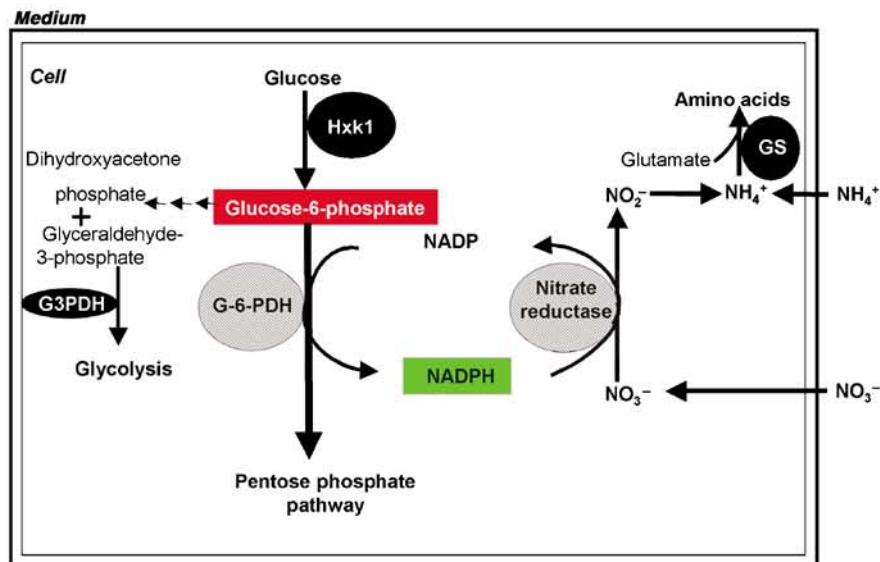 Medium
Cell
Glucose
Hxk1
Amino acids
GS
Glutamate
Dihydroxyacetone
phosphate
+
Glyceraldehyde-
3-phosphate
Glucose-6-phosphate
NO₂⁻
NH₄⁺
NH₄⁺
NADP
G-6-PDH
Nitrate
reductase
G3PDH
Glycolysis
NADPH
NO₃⁻
NO₃⁻
Pentose phosphate
pathway